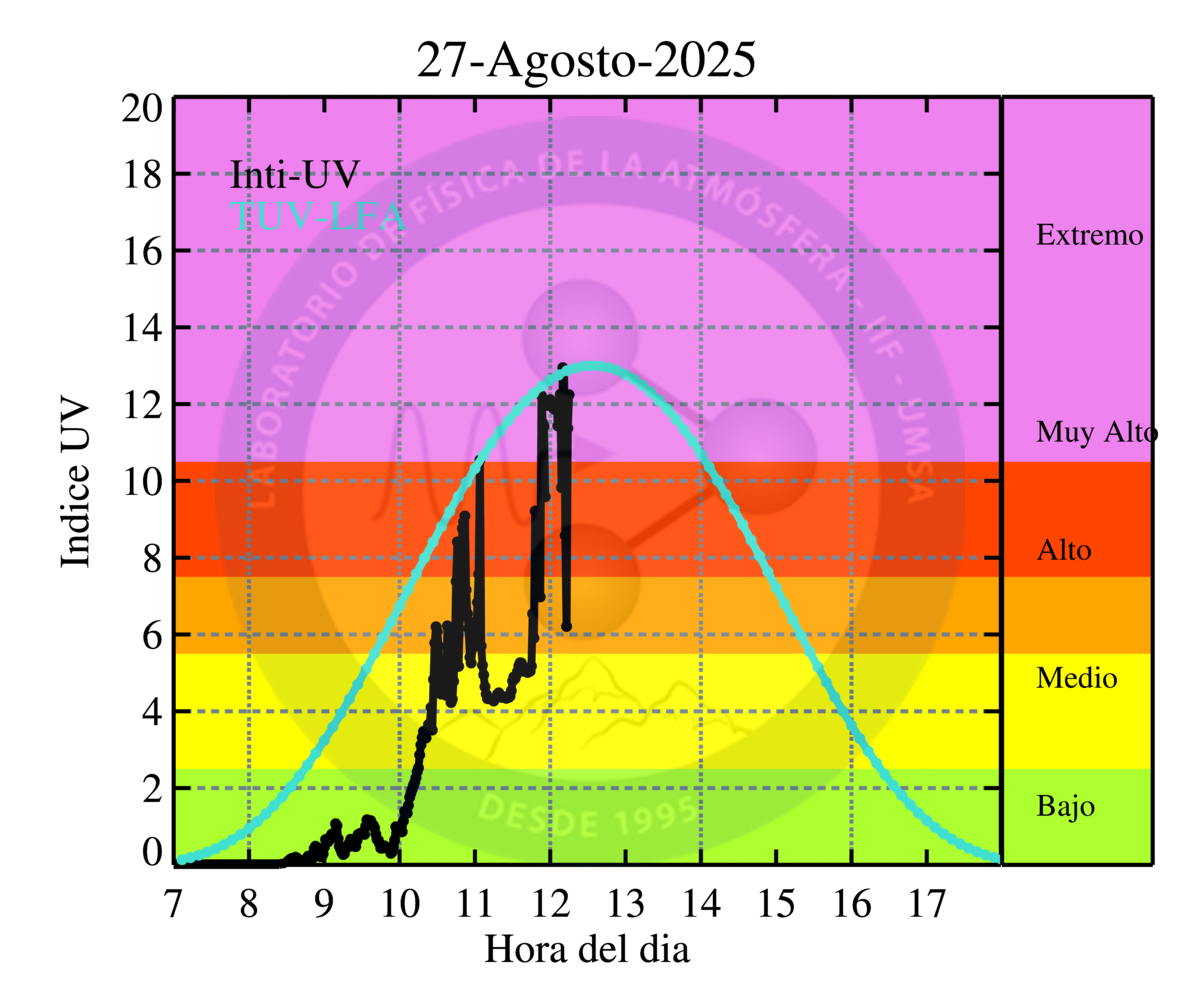 27-Agosto-2025
20
18
16
14
12
10
8
6
4
2
0
Indice UV
Inti-UV
TUV-LFA
LABORATORIO DE FÍSICA DE LA ATMÓSFERA - IIF - UMSA
DESDE 1995
Extremo
Muy Alto
Alto
Medio
Bajo
7 8 9 10 11 12 13 14 15 16 17
Hora del dia